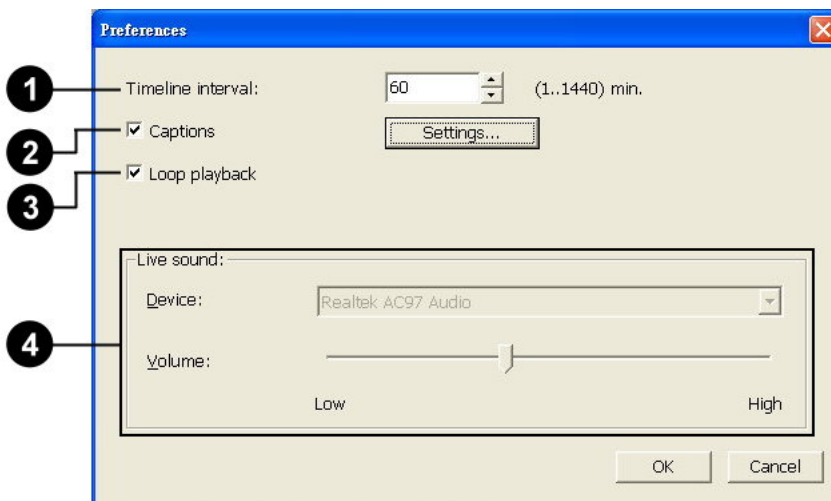 Preferences
1 Timeline interval: 60 (1..1440) min.
2 Captions Settings...
3 Loop playback
Live sound:
Device: Realtek AC97 Audio
4 Volume:
Low High
OK Cancel